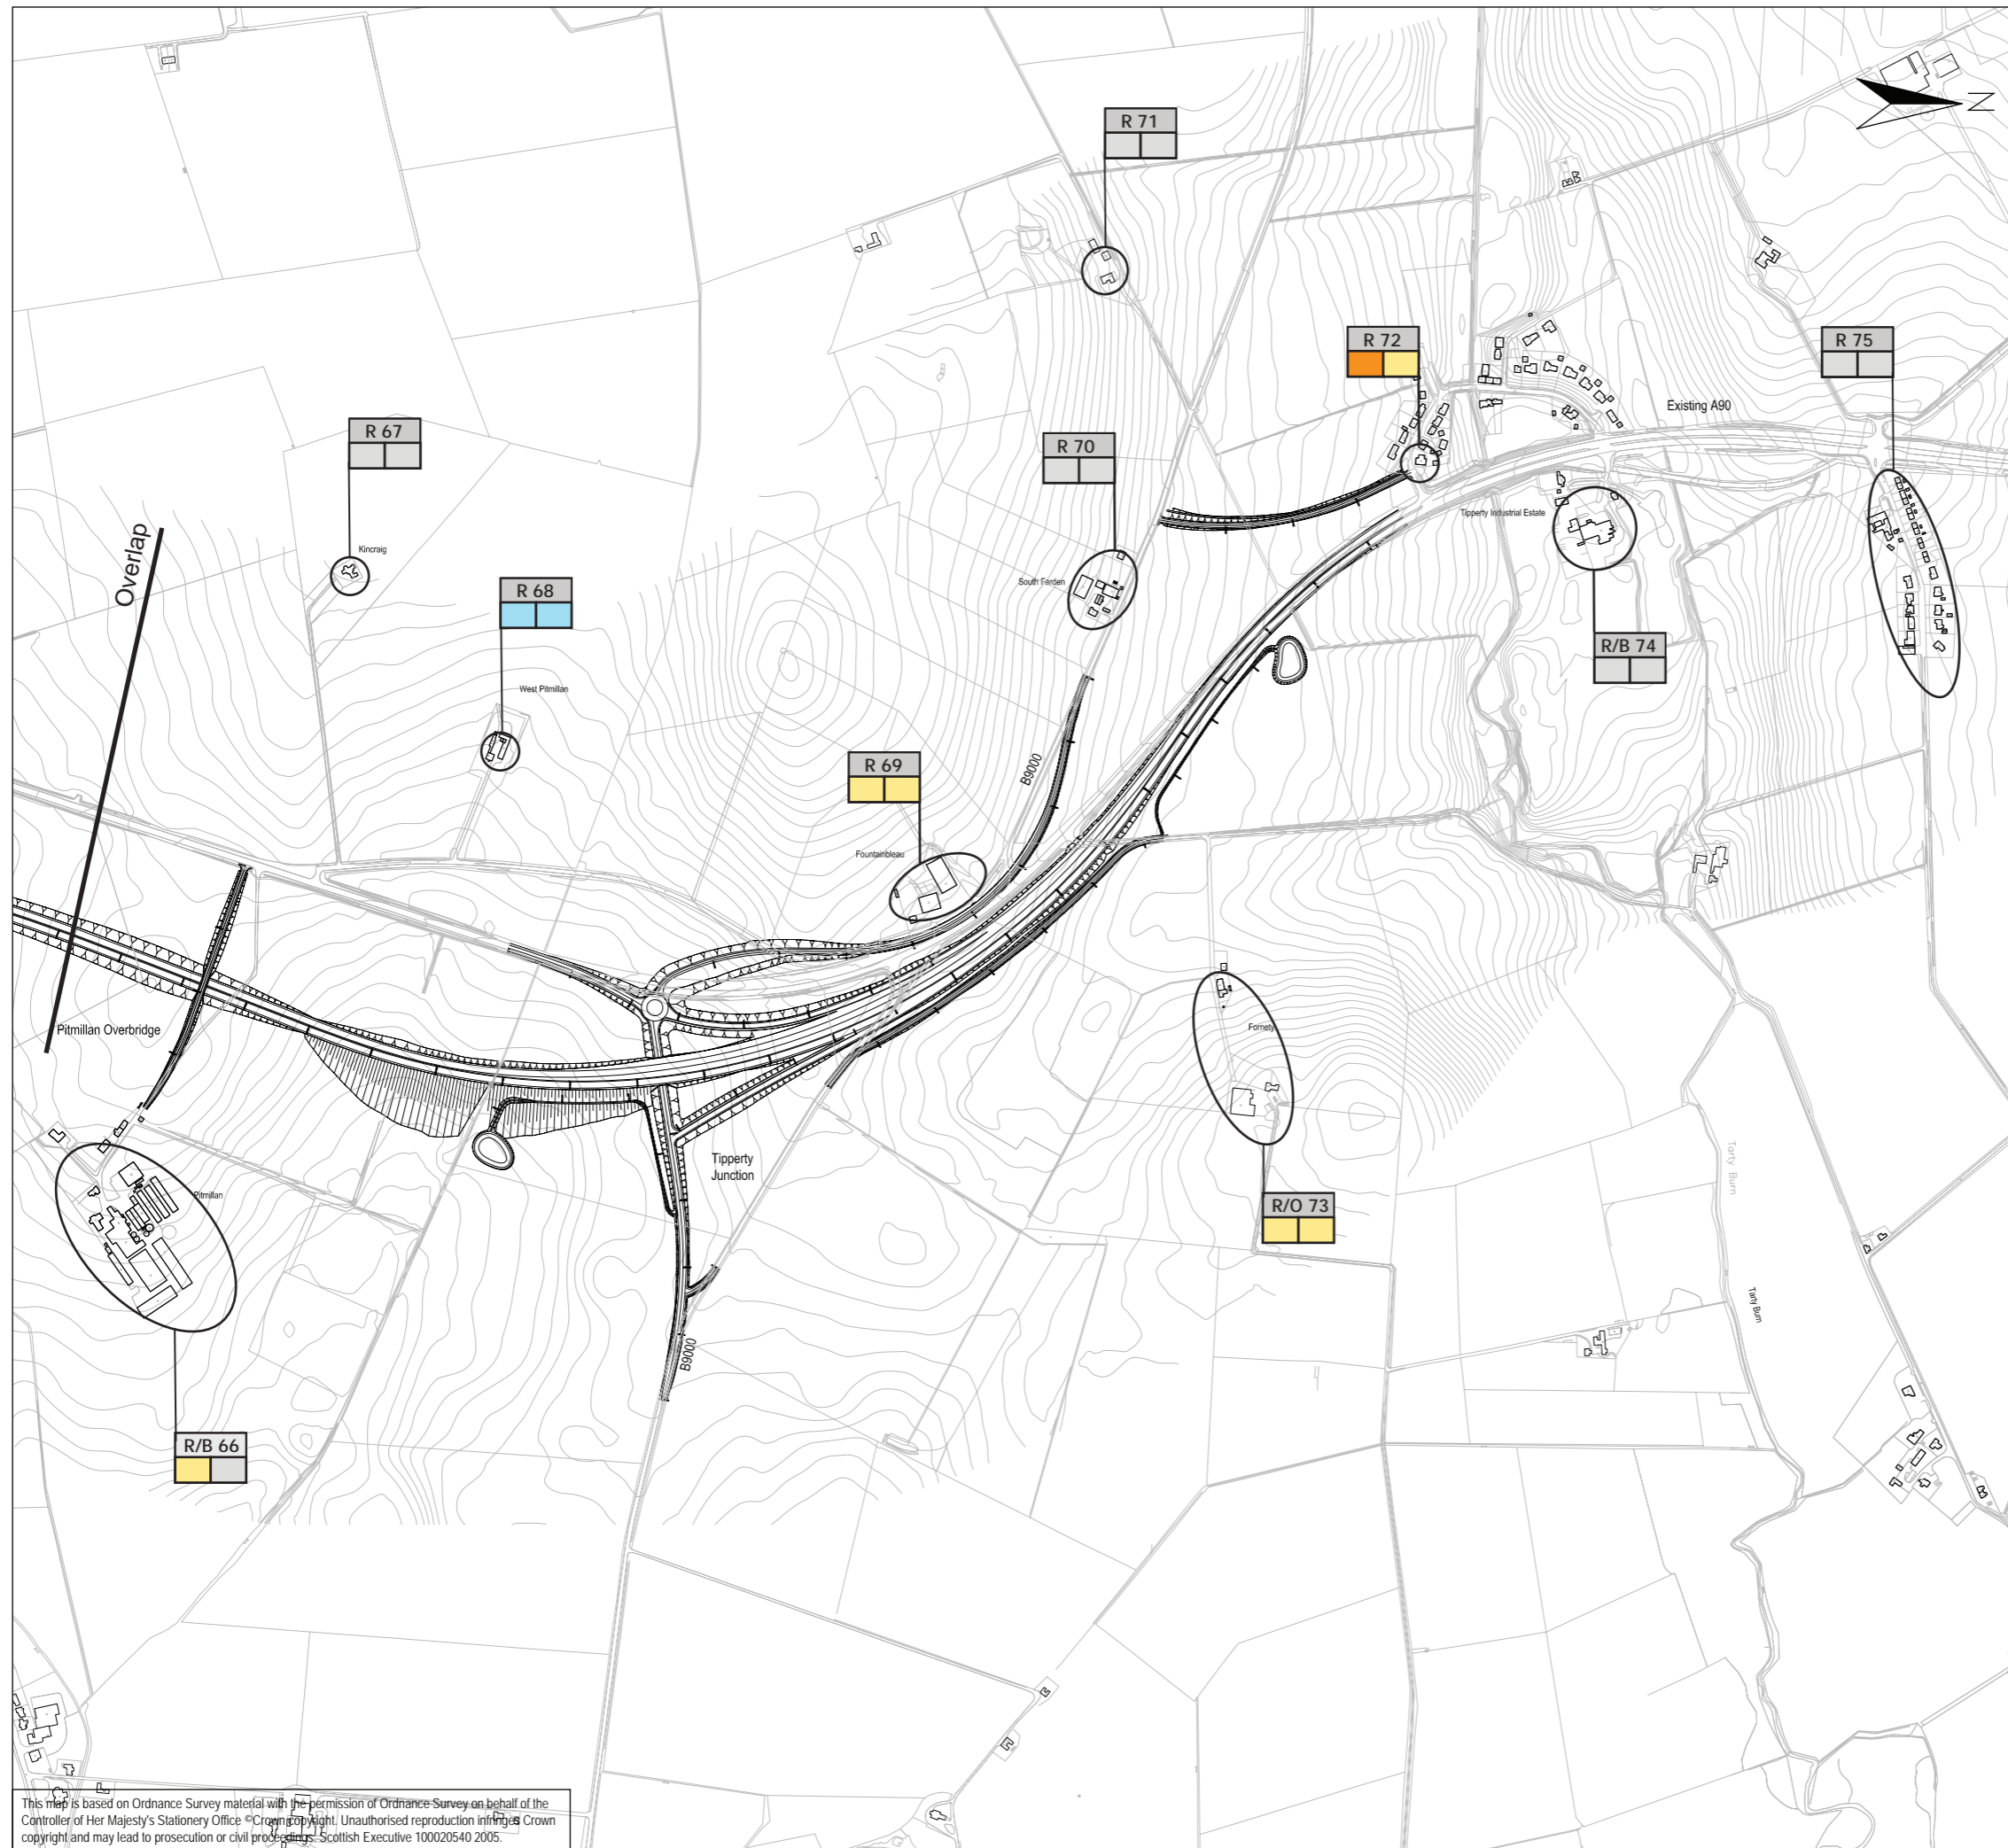 R 71
N
R 72
R 75
Existing A90
R 67
R 70
Overlap
Kincraig
Tipperty Industrial Estate
R 68
South Farden
R/B 74
West Pitmillan
R 69
B9000
Fountainbleau
Pitmillan Overbridge
Fornety
Tipperty
Junction
Pitmillan
R/O 73
Tarty Burn
Tarty Burn
B9000
R/B 66
This map is based on Ordnance Survey material with the permission of Ordnance Survey on behalf of the
Controller of Her Majesty's Stationery Office © Crown copyright. Unauthorised reproduction infringes Crown
copyright and may lead to prosecution or civil proceedings. Scottish Executive 100020540 2005.